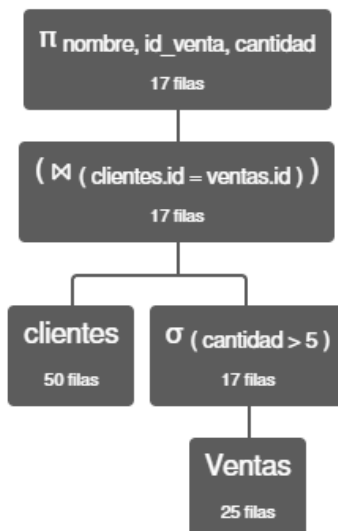 π nombre, id_venta, cantidad
17 filas
( ⋈ ( clientes.id = ventas.id ) )
17 filas
clientes
50 filas
σ ( cantidad > 5 )
17 filas
Ventas
25 filas